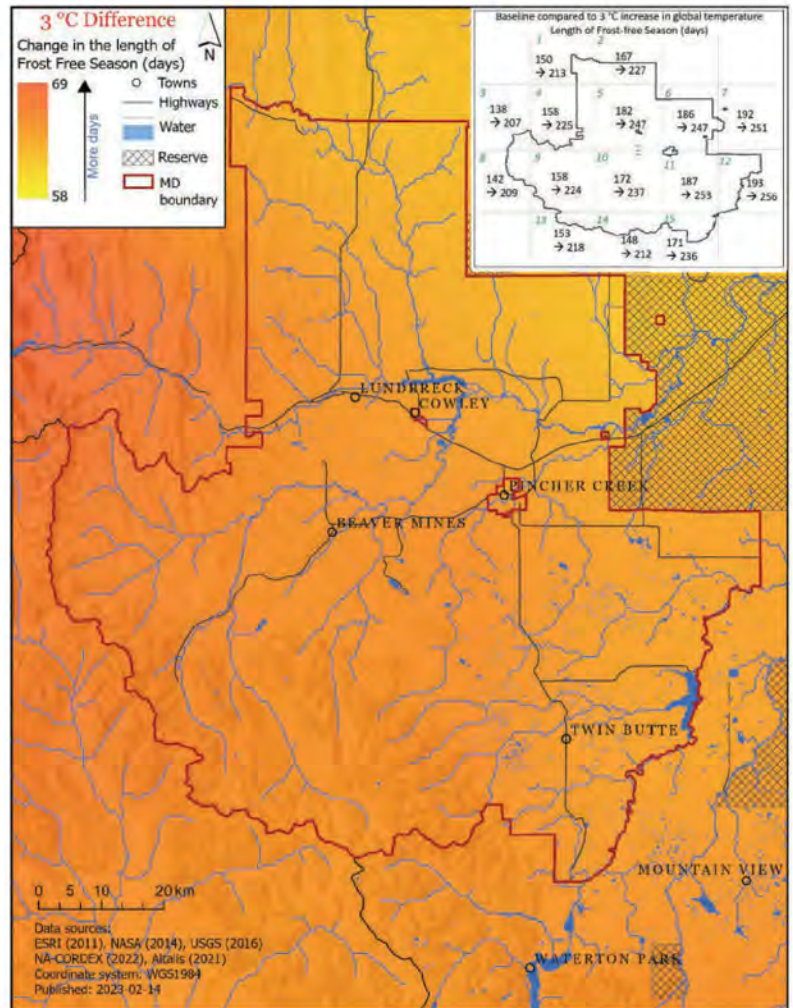 3 °C Difference
Change in the length of
Frost Free Season (days)
69
58
More days
N
Towns
Highways
Water
Reserve
MD
boundary
Baseline compared to 3 °C increase in global temperature
Length of Frost-free Season (days)
1
2
150
→ 213
167
→ 227
3
4
5
6
7
138
→ 207
158
→ 225
182
→ 247
186
→ 247
192
→ 251
8
9
10
11
12
142
→ 209
158
→ 224
172
→ 237
187
→ 253
193
→ 256
13
14
15
153
→ 218
148
→ 212
171
→ 236
LUNDBRECK
COWLEY
PINCHER CREEK
BEAVER MINES
TWIN BUTTE
MOUNTAIN VIEW
WATERTON PARK
0 5 10 20 km
Data sources:
ESRI (2011), NASA (2014), USGS (2016)
NA-CORDEX (2022), Altalis (2021)
Coordinate system: WGS1984
Published: 2023-02-14